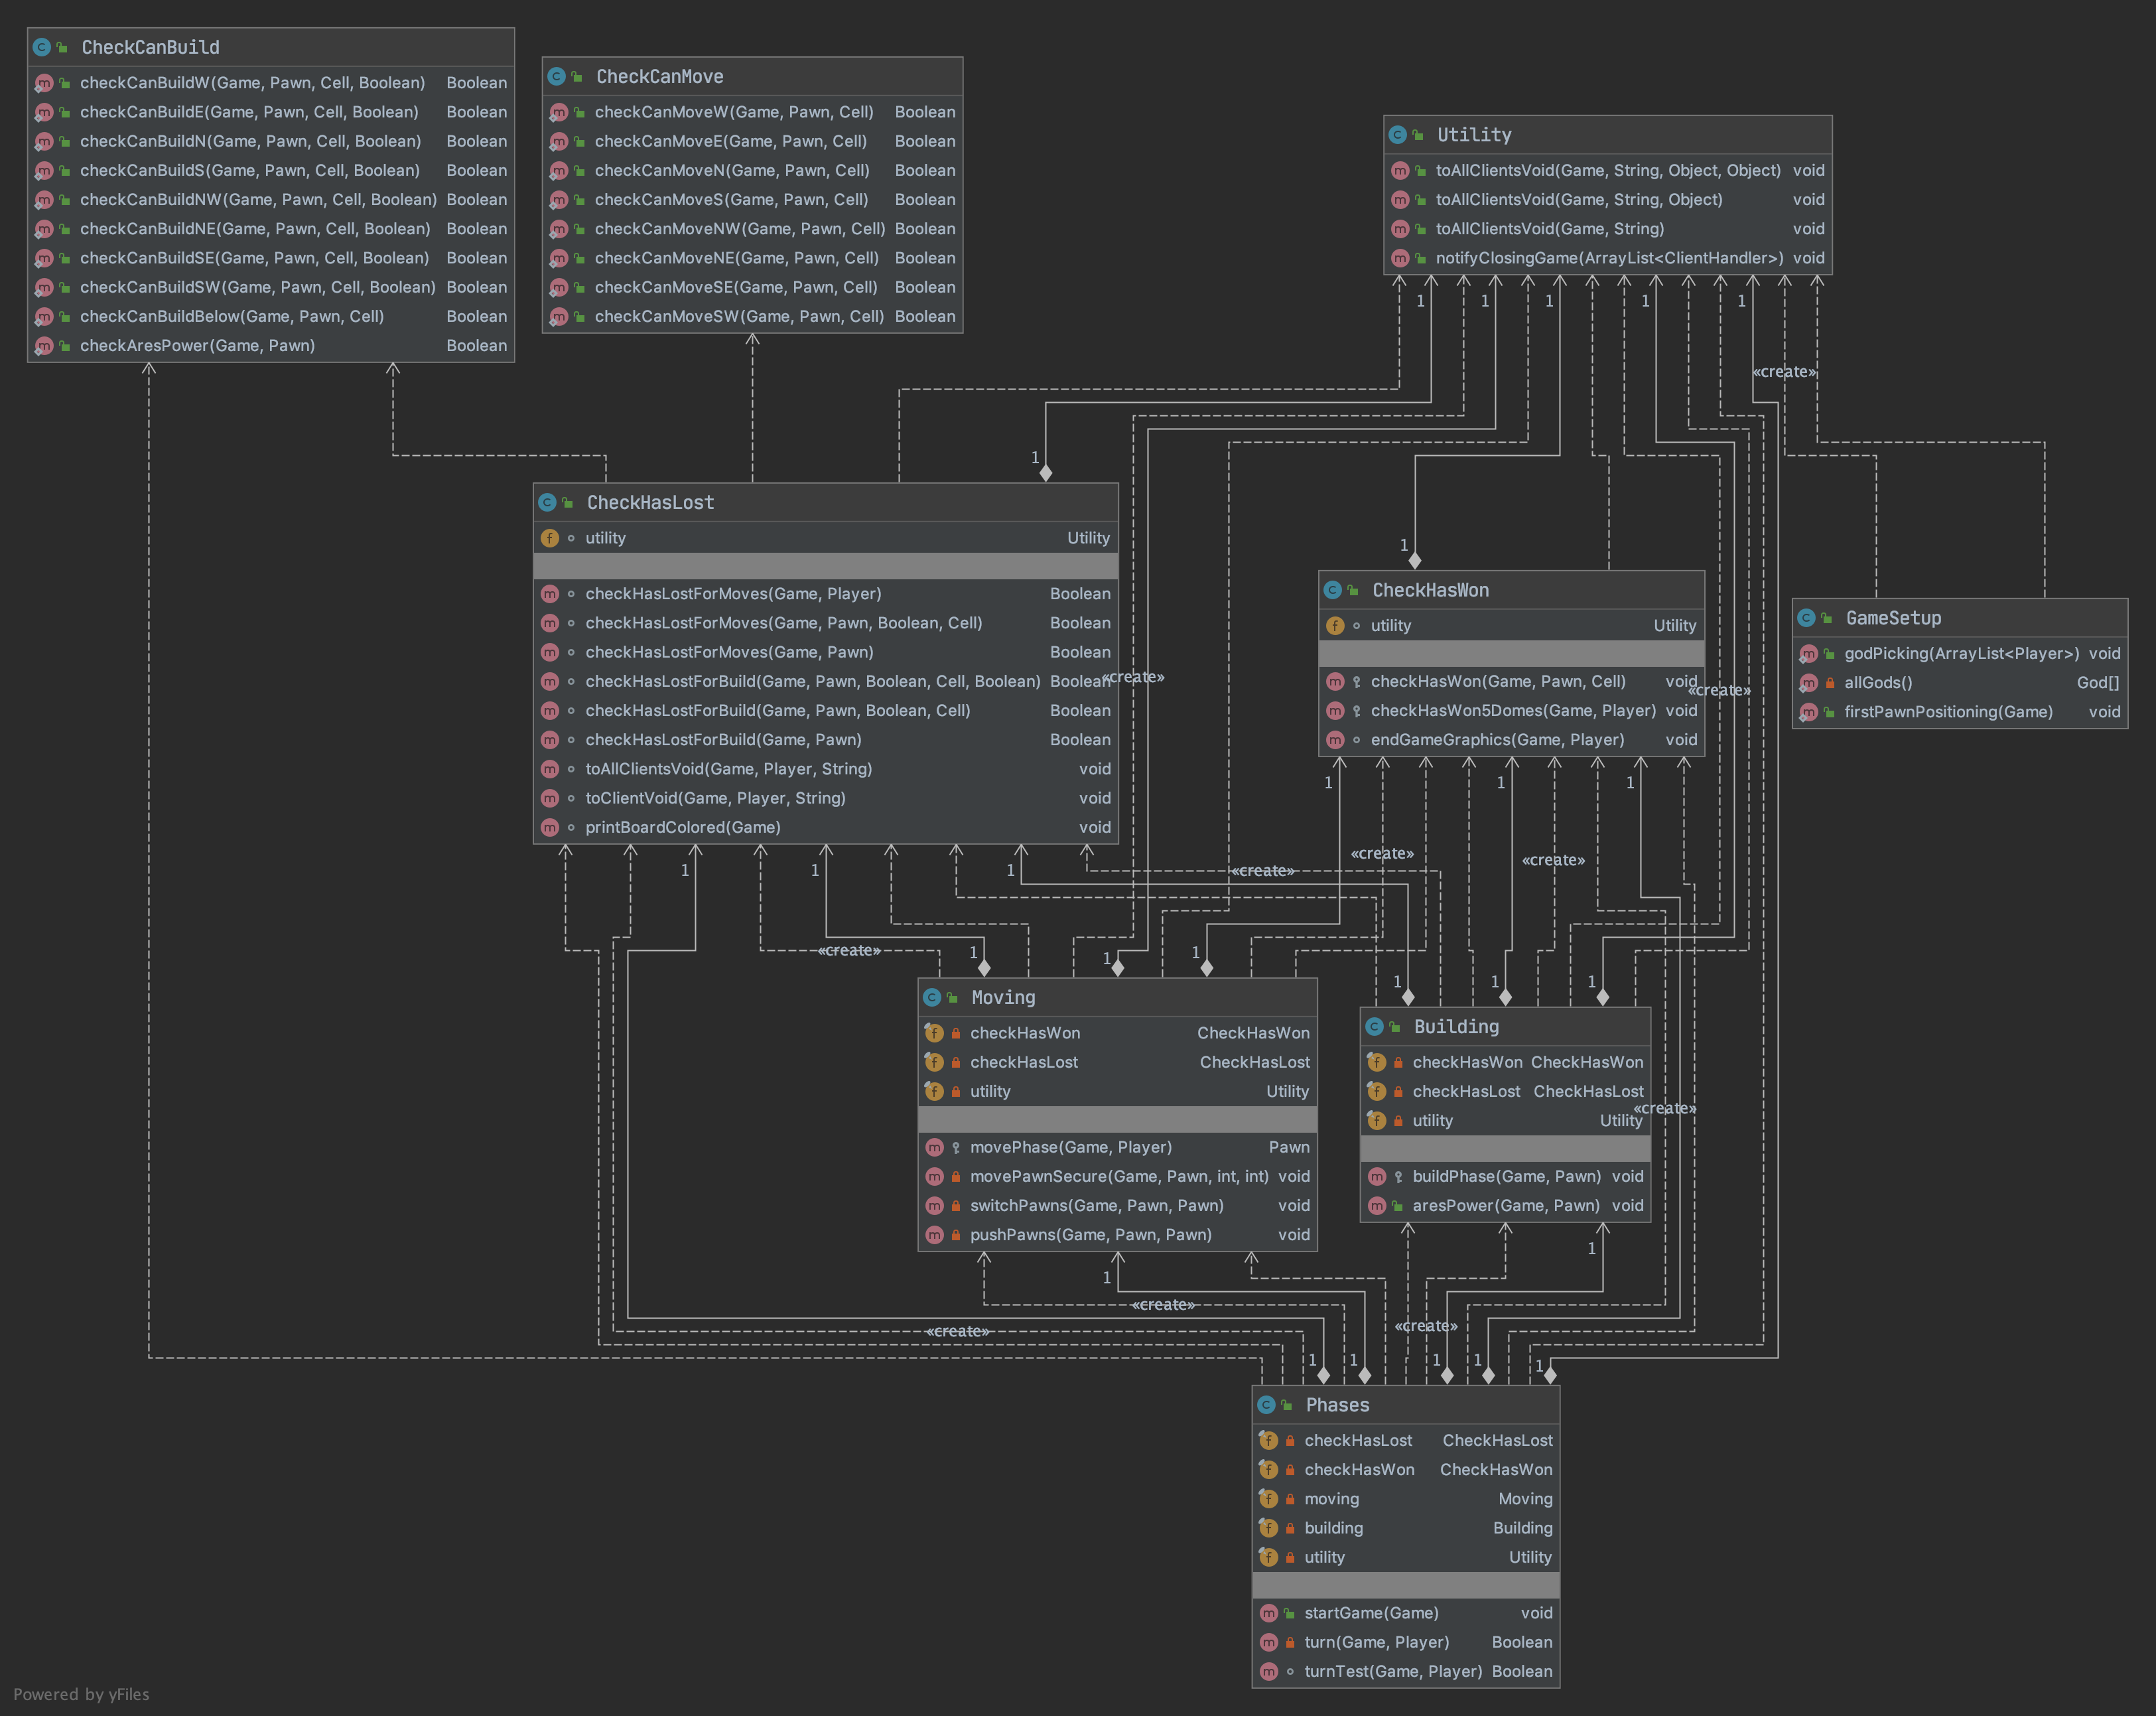 CheckCanBuild
checkCanBuildW(Game, Pawn, Cell, Boolean) Boolean
checkCanBuildE(Game, Pawn, Cell, Boolean) Boolean
checkCanBuildN(Game, Pawn, Cell, Boolean) Boolean
checkCanBuildS(Game, Pawn, Cell, Boolean) Boolean
checkCanBuildNW(Game, Pawn, Cell, Boolean) Boolean
checkCanBuildNE(Game, Pawn, Cell, Boolean) Boolean
checkCanBuildSE(Game, Pawn, Cell, Boolean) Boolean
checkCanBuildSW(Game, Pawn, Cell, Boolean) Boolean
checkCanBuildBelow(Game, Pawn, Cell) Boolean
checkAresPower(Game, Pawn) Boolean
CheckCanMove
checkCanMoveW(Game, Pawn, Cell) Boolean
checkCanMoveE(Game, Pawn, Cell) Boolean
checkCanMoveN(Game, Pawn, Cell) Boolean
checkCanMoveS(Game, Pawn, Cell) Boolean
checkCanMoveNW(Game, Pawn, Cell) Boolean
checkCanMoveNE(Game, Pawn, Cell) Boolean
checkCanMoveSE(Game, Pawn, Cell) Boolean
checkCanMoveSW(Game, Pawn, Cell) Boolean
Utility
toAllClientsVoid(Game, String, Object, Object) void
toAllClientsVoid(Game, String, Object) void
toAllClientsVoid(Game, String) void
notifyClosingGame(ArrayList<ClientHandler>) void
1 1 1 1 1
«create»
1
CheckHasLost
utility Utility
checkHasLostForMoves(Game, Player) Boolean
checkHasLostForMoves(Game, Pawn, Boolean, Cell) Boolean
checkHasLostForMoves(Game, Pawn) Boolean
checkHasLostForBuild(Game, Pawn, Boolean, Cell, Boolean) Boolean
checkHasLostForBuild(Game, Pawn, Boolean, Cell) Boolean
checkHasLostForBuild(Game, Pawn) Boolean
toAllClientsVoid(Game, Player, String) void
toClientVoid(Game, Player, String) void
printBoardColored(Game) void
«create»
1
CheckHasWon
utility Utility
checkHasWon(Game, Pawn, Cell) void
checkHasWon5Domes(Game, Player) void
endGameGraphics(Game, Player) void
«create»
GameSetup
godPicking(ArrayList<Player>) void
allGods() God[]
firstPawnPositioning(Game) void
1 1 1
«create» «create»
1 1 1 «create»
«create»
1 1 1
1 1 1
Moving
checkHasWon CheckHasWon
checkHasLost CheckHasLost
utility Utility
movePhase(Game, Player) Pawn
movePawnSecure(Game, Pawn, int, int) void
switchPawns(Game, Pawn, Pawn) void
pushPawns(Game, Pawn, Pawn) void
Building
checkHasWon CheckHasWon
checkHasLost CheckHasLost
«create»
utility Utility
buildPhase(Game, Pawn) void
aresPower(Game, Pawn) void
1
1
«create»
«create»
«create»
1 1 1 1 1
Phases
checkHasLost CheckHasLost
checkHasWon CheckHasWon
moving Moving
building Building
utility Utility
startGame(Game) void
turn(Game, Player) Boolean
turnTest(Game, Player) Boolean
Powered by yFiles